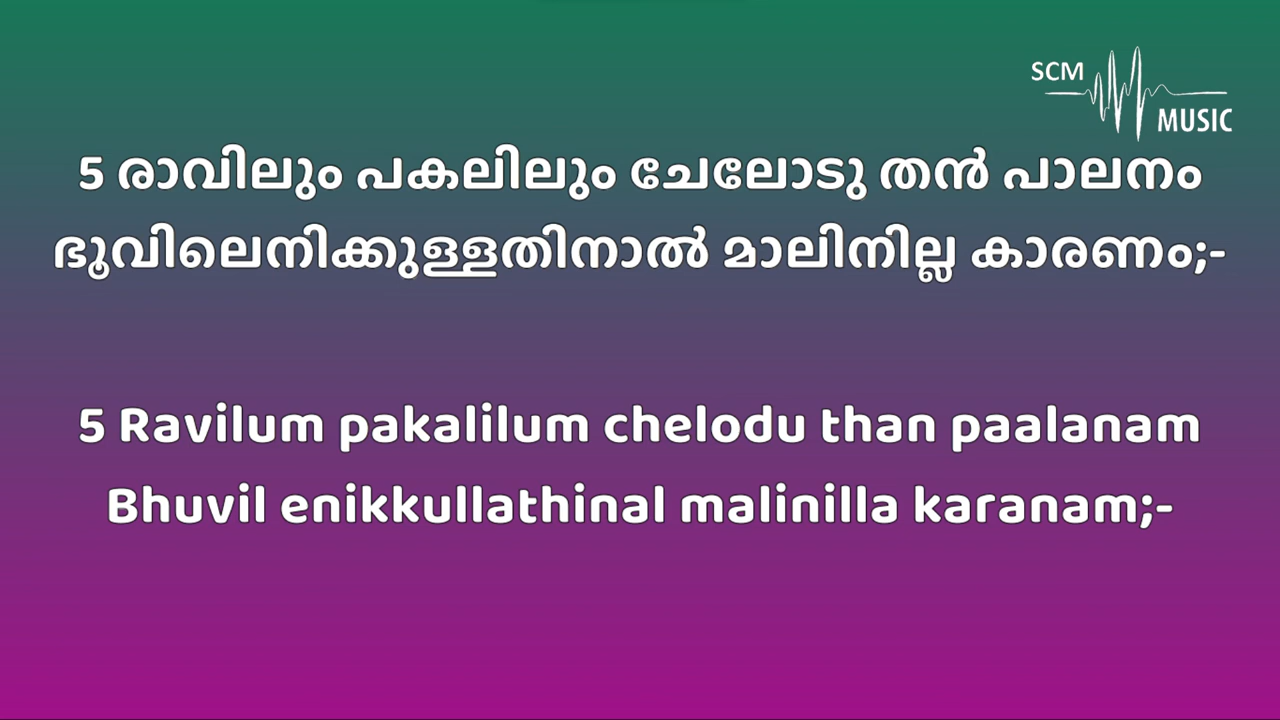 SCM
MUSIC
5 രാവിലും പകലിലും ചേലോടു തൻ പാലനം
ഭൂവിലെനിക്കുള്ളതിനാൽ മാലിനില്ല കാരണം;-
5 Ravilum pakalilum chelodu than paalanam
Bhuvil enikkullathinal malinilla karanam;-